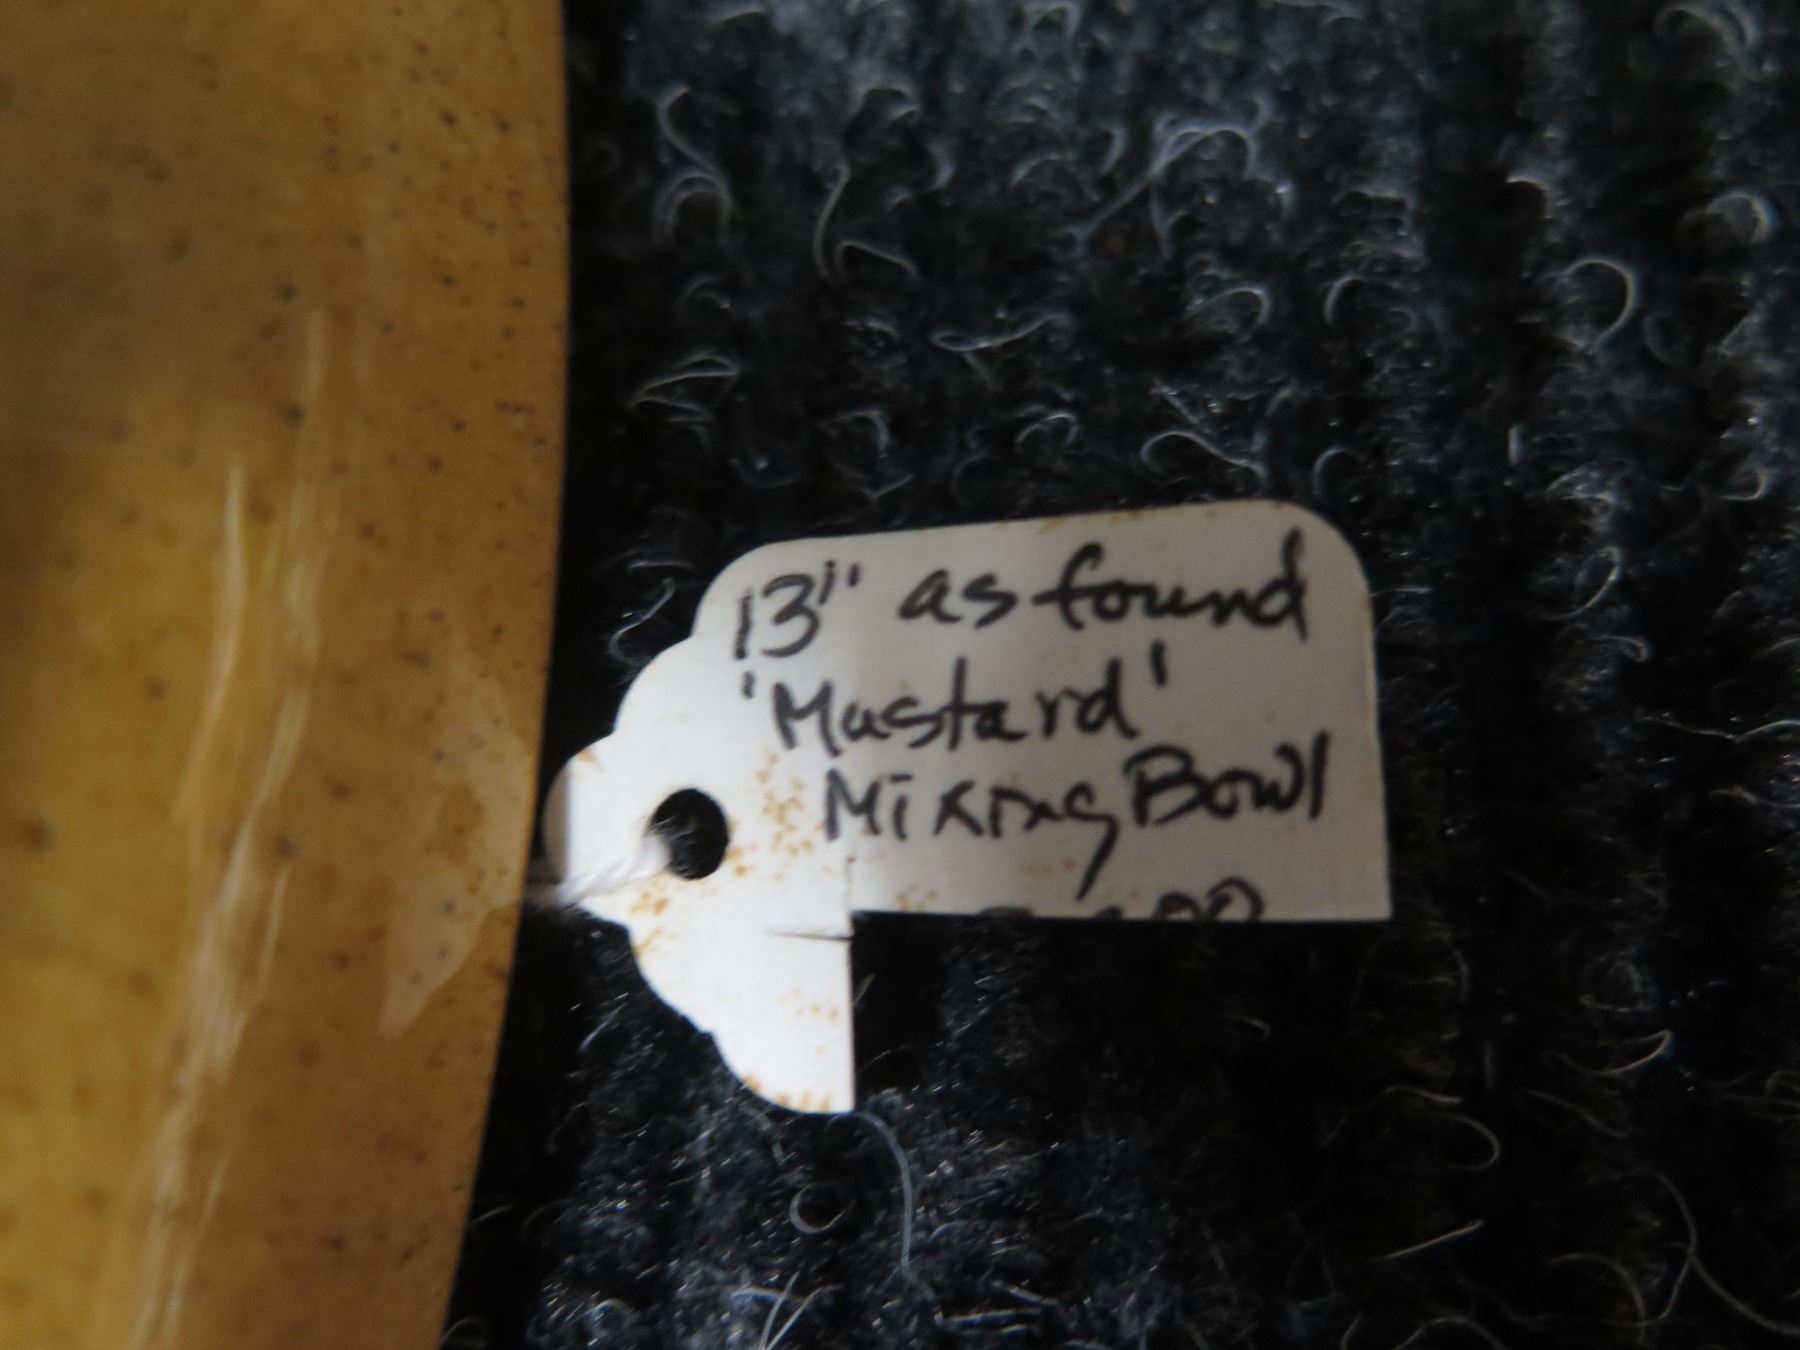 13" as found
'Mustard'
Mixing Bowl